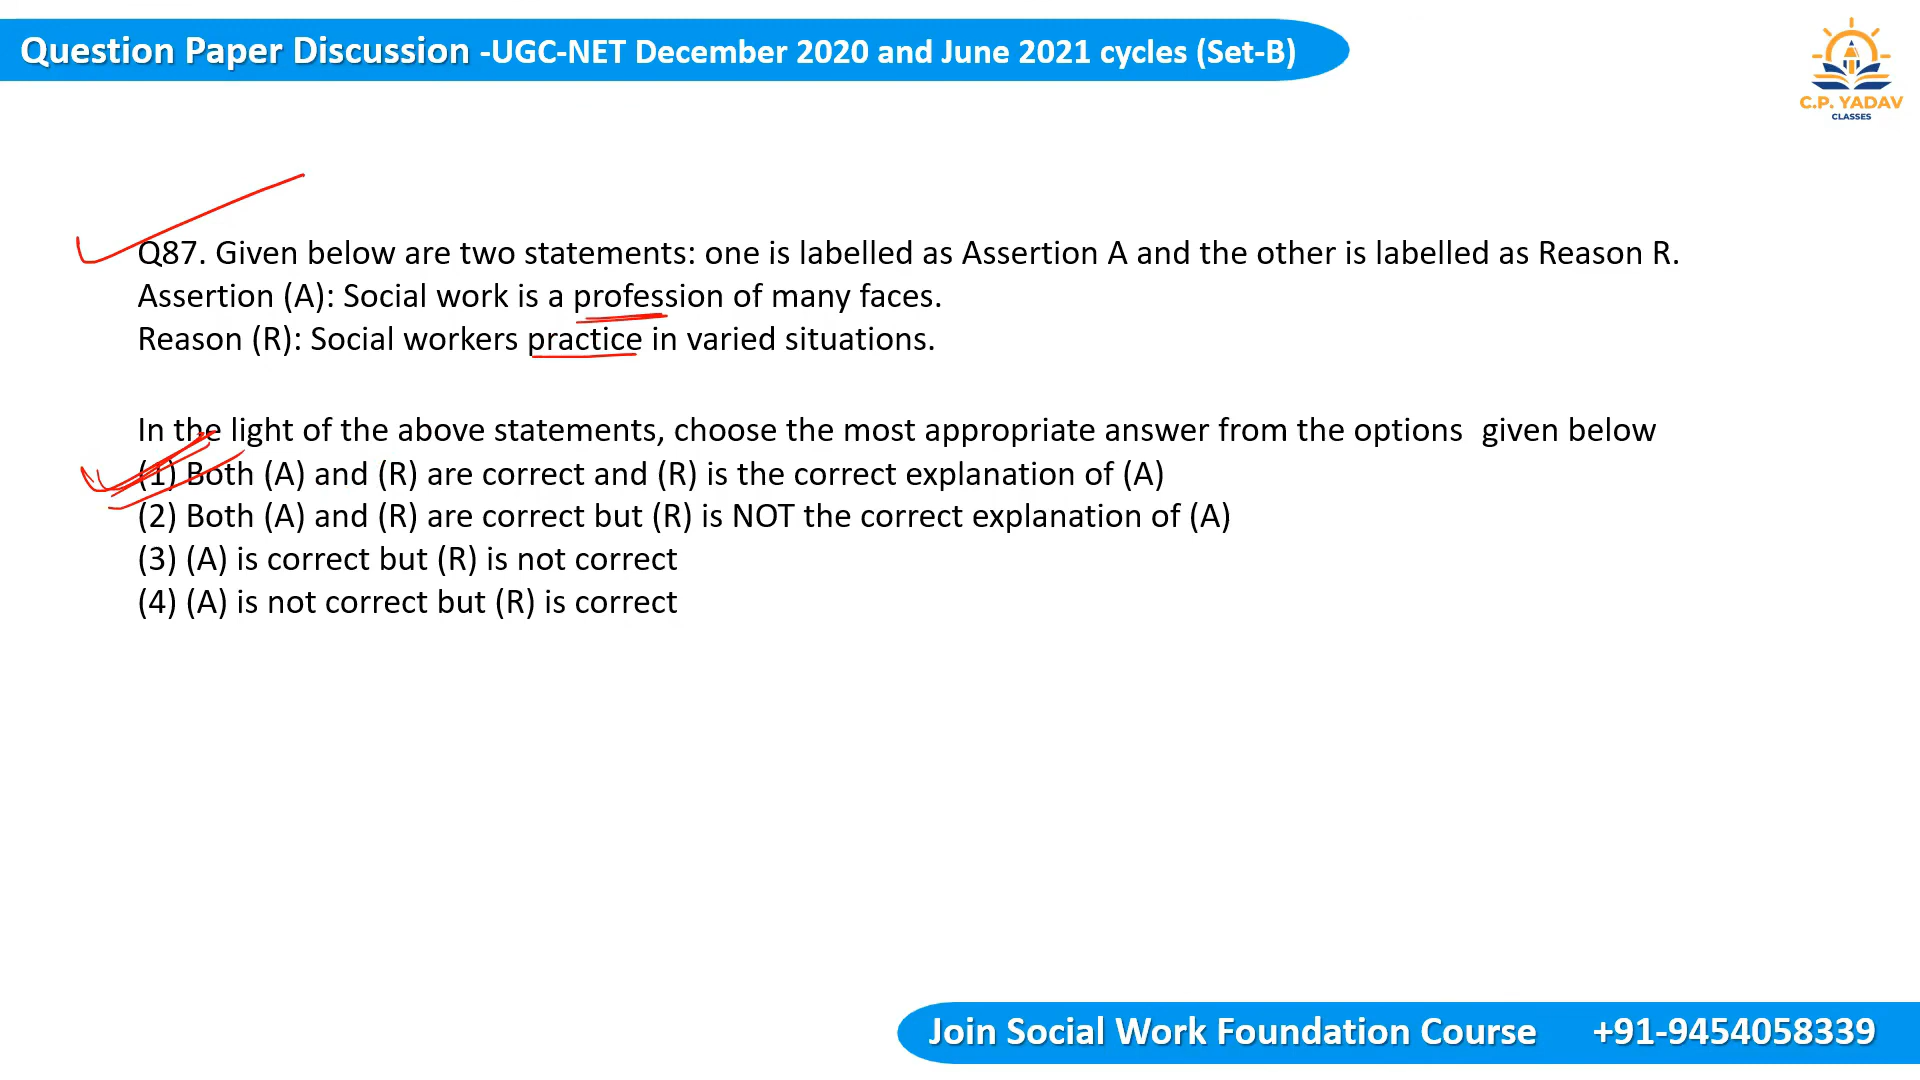 Question Paper Discussion -UGC-NET December 2020 and June 2021 cycles (Set-B)
C.P. YADAV
CLASSES
Q87. Given below are two statements: one is labelled as Assertion A and the other is labelled as Reason R.
Assertion (A): Social work is a profession of many faces.
Reason (R): Social workers practice in varied situations.
In the light of the above statements, choose the most appropriate answer from the options given below
(1) Both (A) and (R) are correct and (R) is the correct explanation of (A)
(2) Both (A) and (R) are correct but (R) is NOT the correct explanation of (A)
(3) (A) is correct but (R) is not correct
(4) (A) is not correct but (R) is correct
Join Social Work Foundation Course +91-9454058339